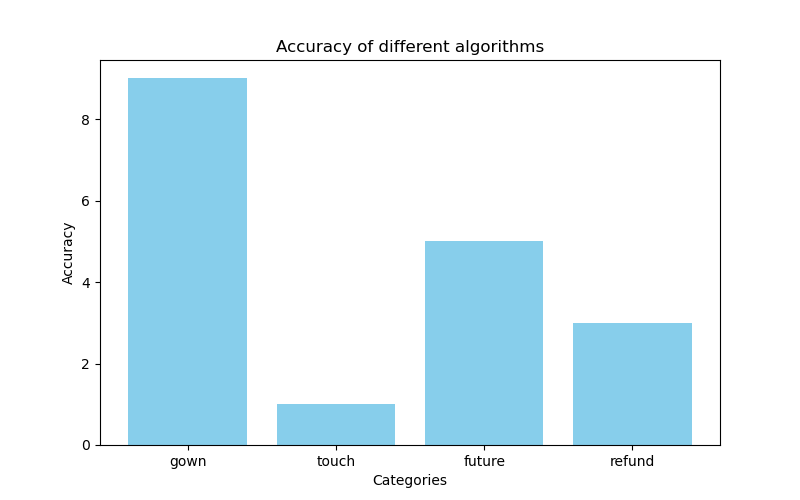 Accuracy of different algorithms
Accuracy
8
6
4
2
0
gown touch future refund
Categories